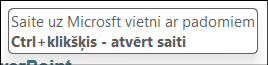 Saite uz Microsft vietni ar padomiem
Ctrl+klikšķis - atvērt saiti